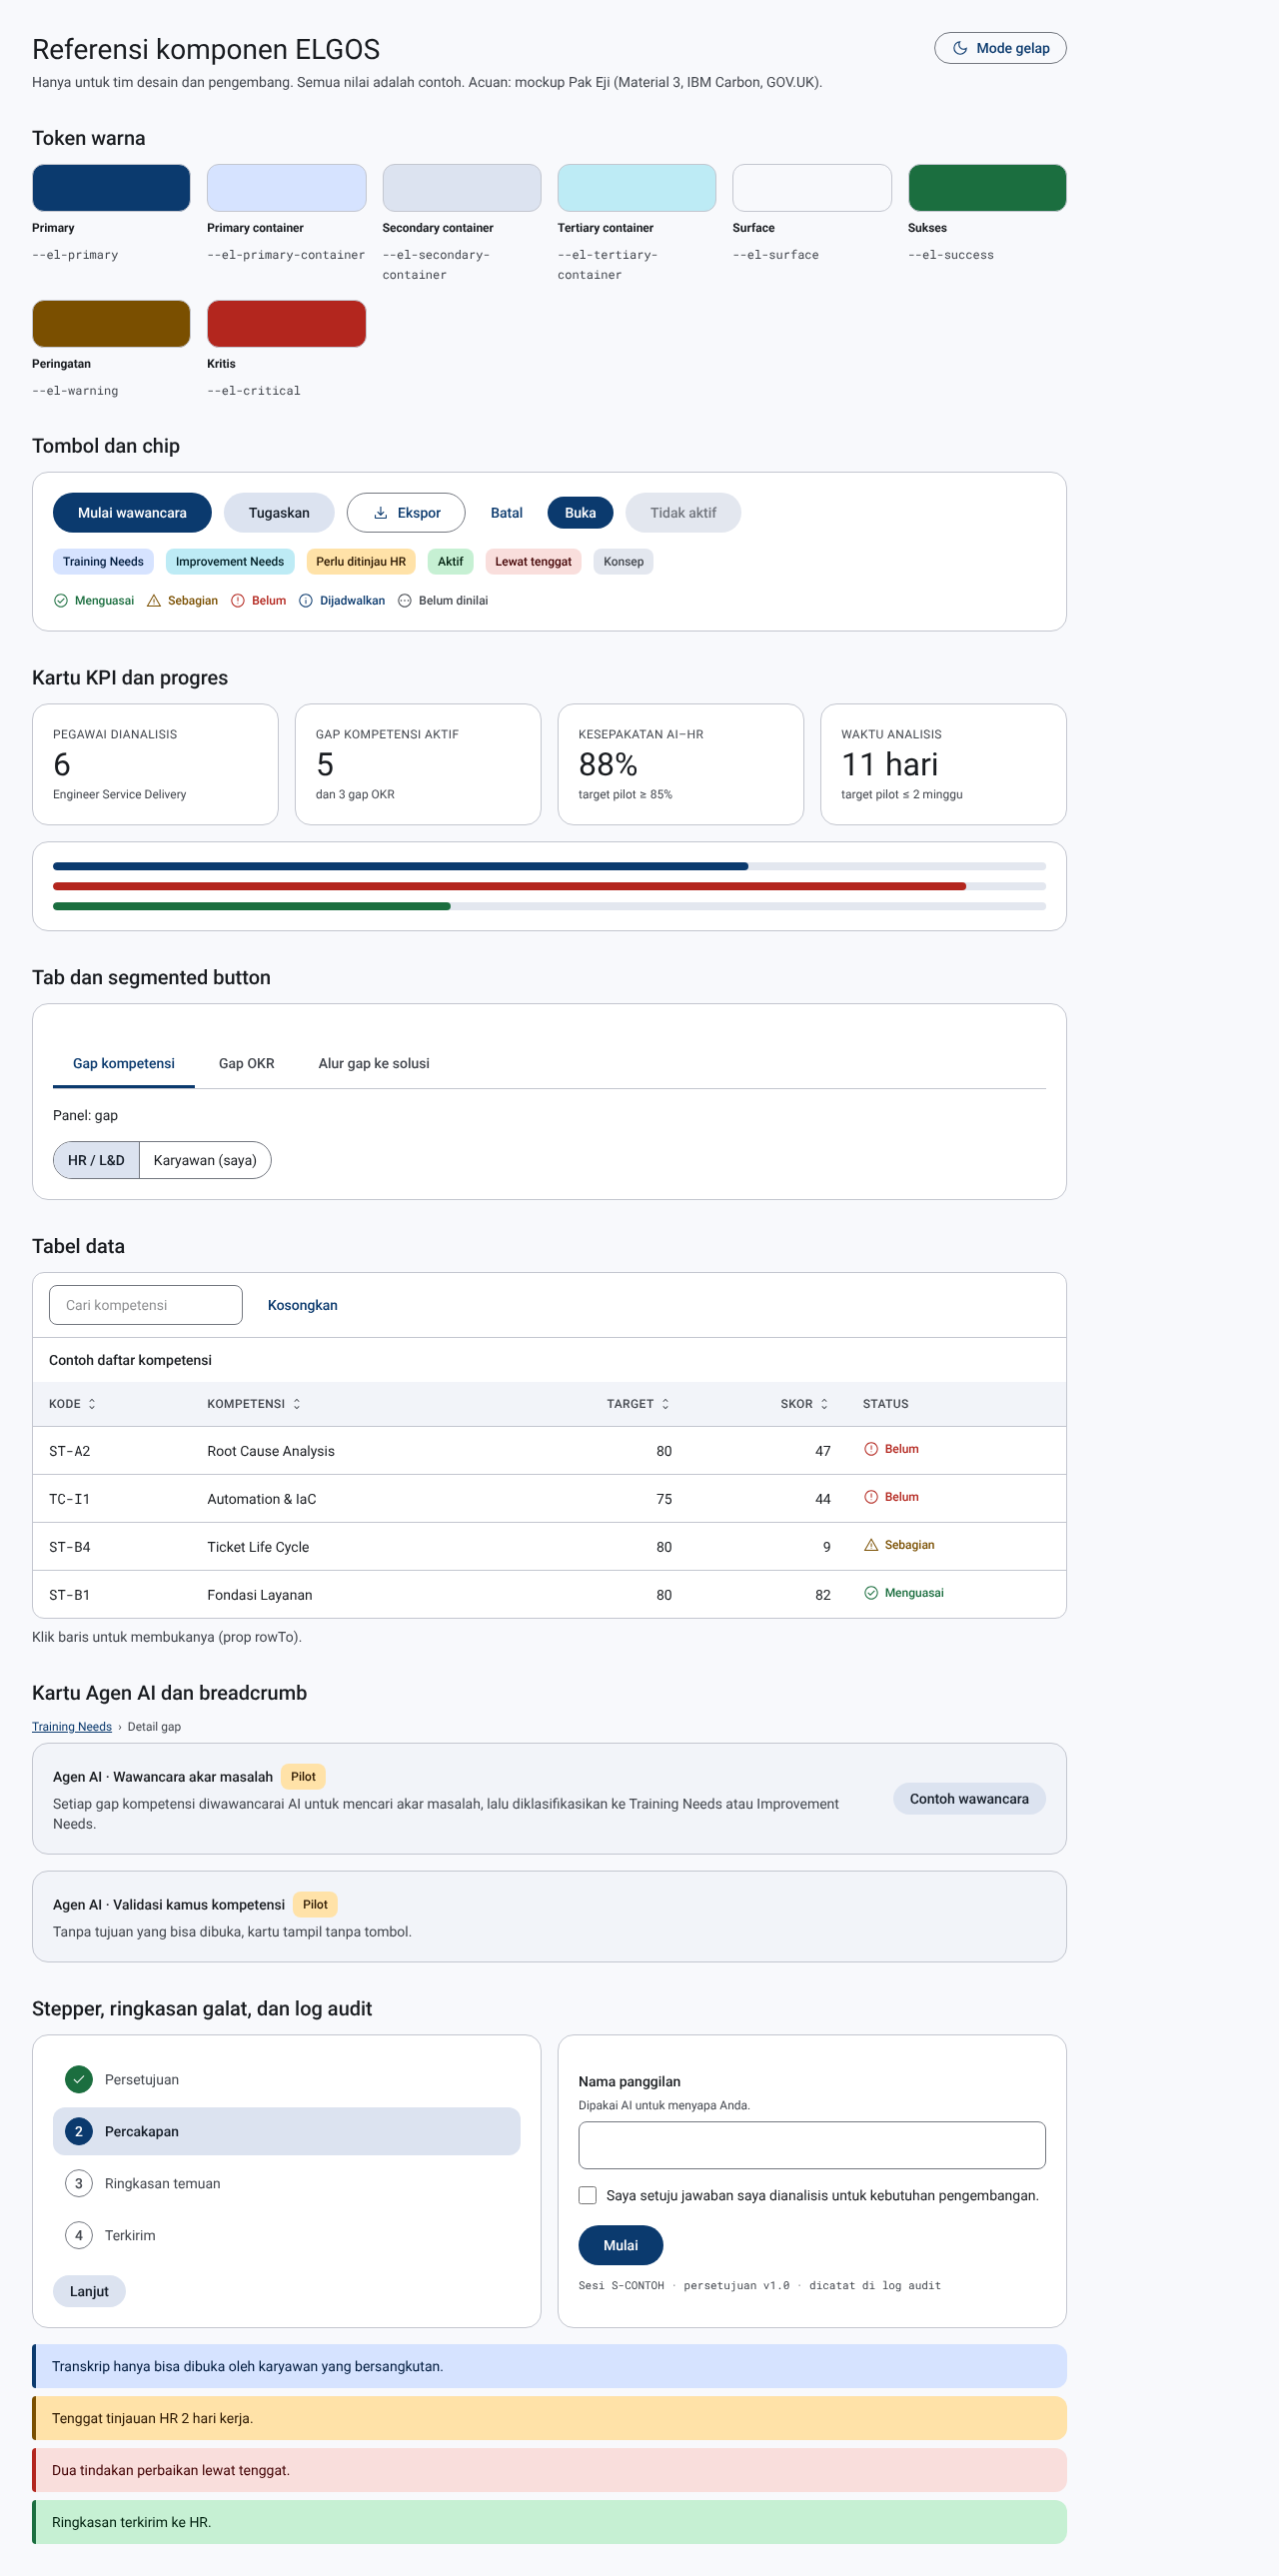 Referensi komponen ELGOS
Mode gelap
Hanya untuk tim desain dan pengembang. Semua nilai adalah contoh. Acuan: mockup Pak Eji (Material 3, IBM Carbon, GOV.UK).
Token warna
Primary
--el-primary
Primary container
--el-primary-container
Secondary container
--el-secondary-
container
Tertiary container
--el-tertiary-
container
Surface
--el-surface
Sukses
--el-success
Peringatan
--el-warning
Kritis
--el-critical
Tombol dan chip
Mulai wawancara Tugaskan Ekspor Batal Buka Tidak aktif
Training Needs Improvement Needs Perlu ditinjau HR Aktif Lewat tenggat Konsep
Menguasai Sebagian Belum Dijadwalkan Belum dinilai
Kartu KPI dan progres
PEGAWAI DIANALISIS
6
Engineer Service Delivery
GAP KOMPETENSI AKTIF
5
dan 3 gap OKR
KESEPAKATAN AI–HR
88%
target pilot ≥ 85%
WAKTU ANALISIS
11 hari
target pilot ≤ 2 minggu
Tab dan segmented button
Gap kompetensi Gap OKR Alur gap ke solusi
Panel: gap
HR / L&D Karyawan (saya)
Tabel data
Cari kompetensi Kosongkan
Contoh daftar kompetensi
KODE KOMPETENSI TARGET SKOR STATUS
ST-A2 Root Cause Analysis 80 47 Belum
TC-I1 Automation & IaC 75 44 Belum
ST-B4 Ticket Life Cycle 80 9 Sebagian
ST-B1 Fondasi Layanan 80 82 Menguasai
Klik baris untuk membukanya (prop rowTo).
Kartu Agen AI dan breadcrumb
Training Needs › Detail gap
Agen AI · Wawancara akar masalah Pilot
Setiap gap kompetensi diwawancarai AI untuk mencari akar masalah, lalu diklasifikasikan ke Training Needs atau Improvement
Needs.
Contoh wawancara
Agen AI · Validasi kamus kompetensi Pilot
Tanpa tujuan yang bisa dibuka, kartu tampil tanpa tombol.
Stepper, ringkasan galat, dan log audit
Persetujuan
2 Percakapan
3 Ringkasan temuan
4 Terkirim
Lanjut
Nama panggilan
Dipakai AI untuk menyapa Anda.
Saya setuju jawaban saya dianalisis untuk kebutuhan pengembangan.
Mulai
Sesi S-CONTOH · persetujuan v1.0 · dicatat di log audit
Transkrip hanya bisa dibuka oleh karyawan yang bersangkutan.
Tenggat tinjauan HR 2 hari kerja.
Dua tindakan perbaikan lewat tenggat.
Ringkasan terkirim ke HR.